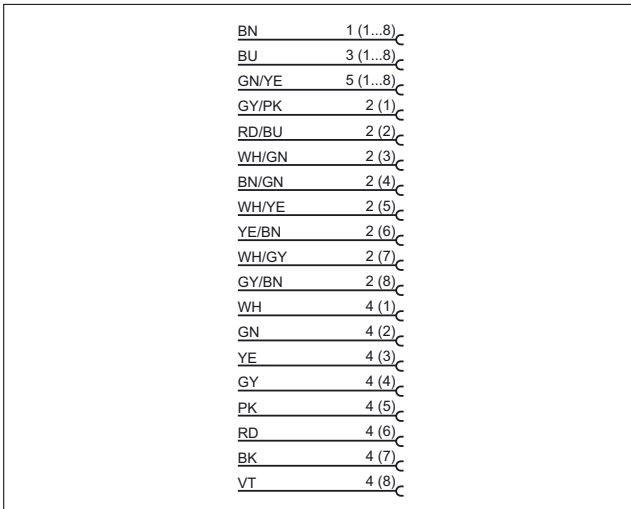 BN 1 (1...8)
BU 3 (1...8)
GN/YE 5 (1...8)
GY/PK 2 (1)
RD/BU 2 (2)
WH/GN 2 (3)
BN/GN 2 (4)
WH/YE 2 (5)
YE/BN 2 (6)
WH/GY 2 (7)
GY/BN 2 (8)
WH 4 (1)
GN 4 (2)
YE 4 (3)
GY 4 (4)
PK 4 (5)
RD 4 (6)
BK 4 (7)
VT 4 (8)